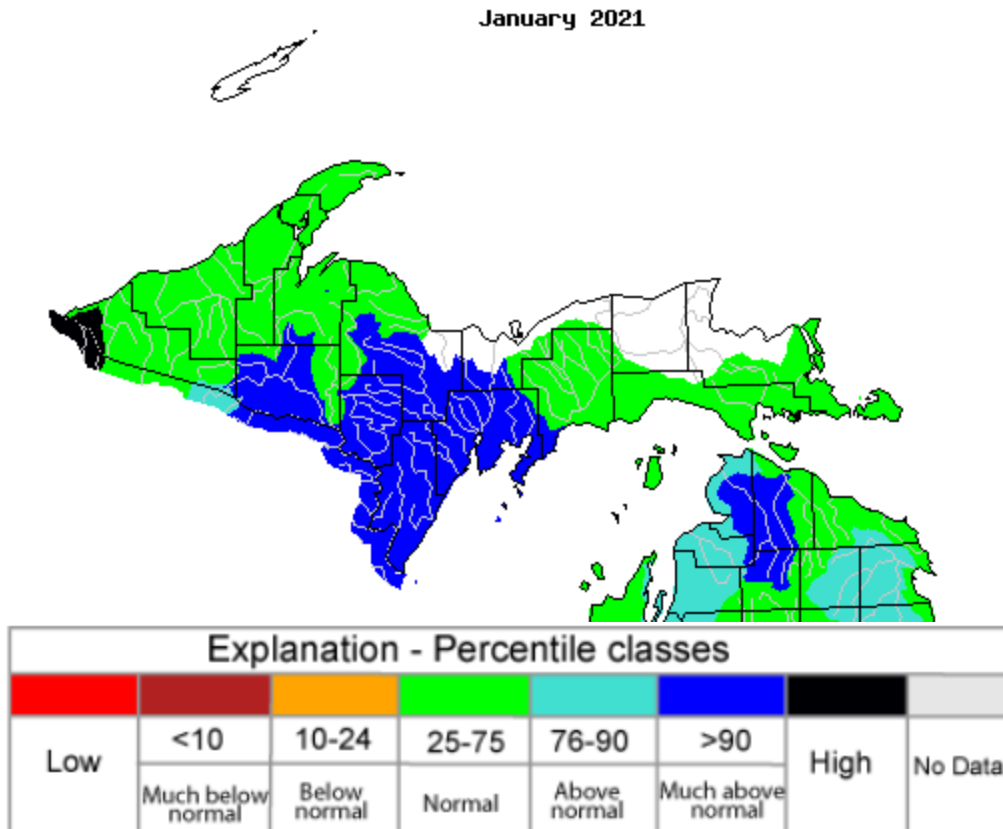 January 2021
Explanation - Percentile classes
Low
<10
10-24
25-75
76-90
>90
High
No Data
Much below
normal
Below
normal
Normal
Above
normal
Much above
normal